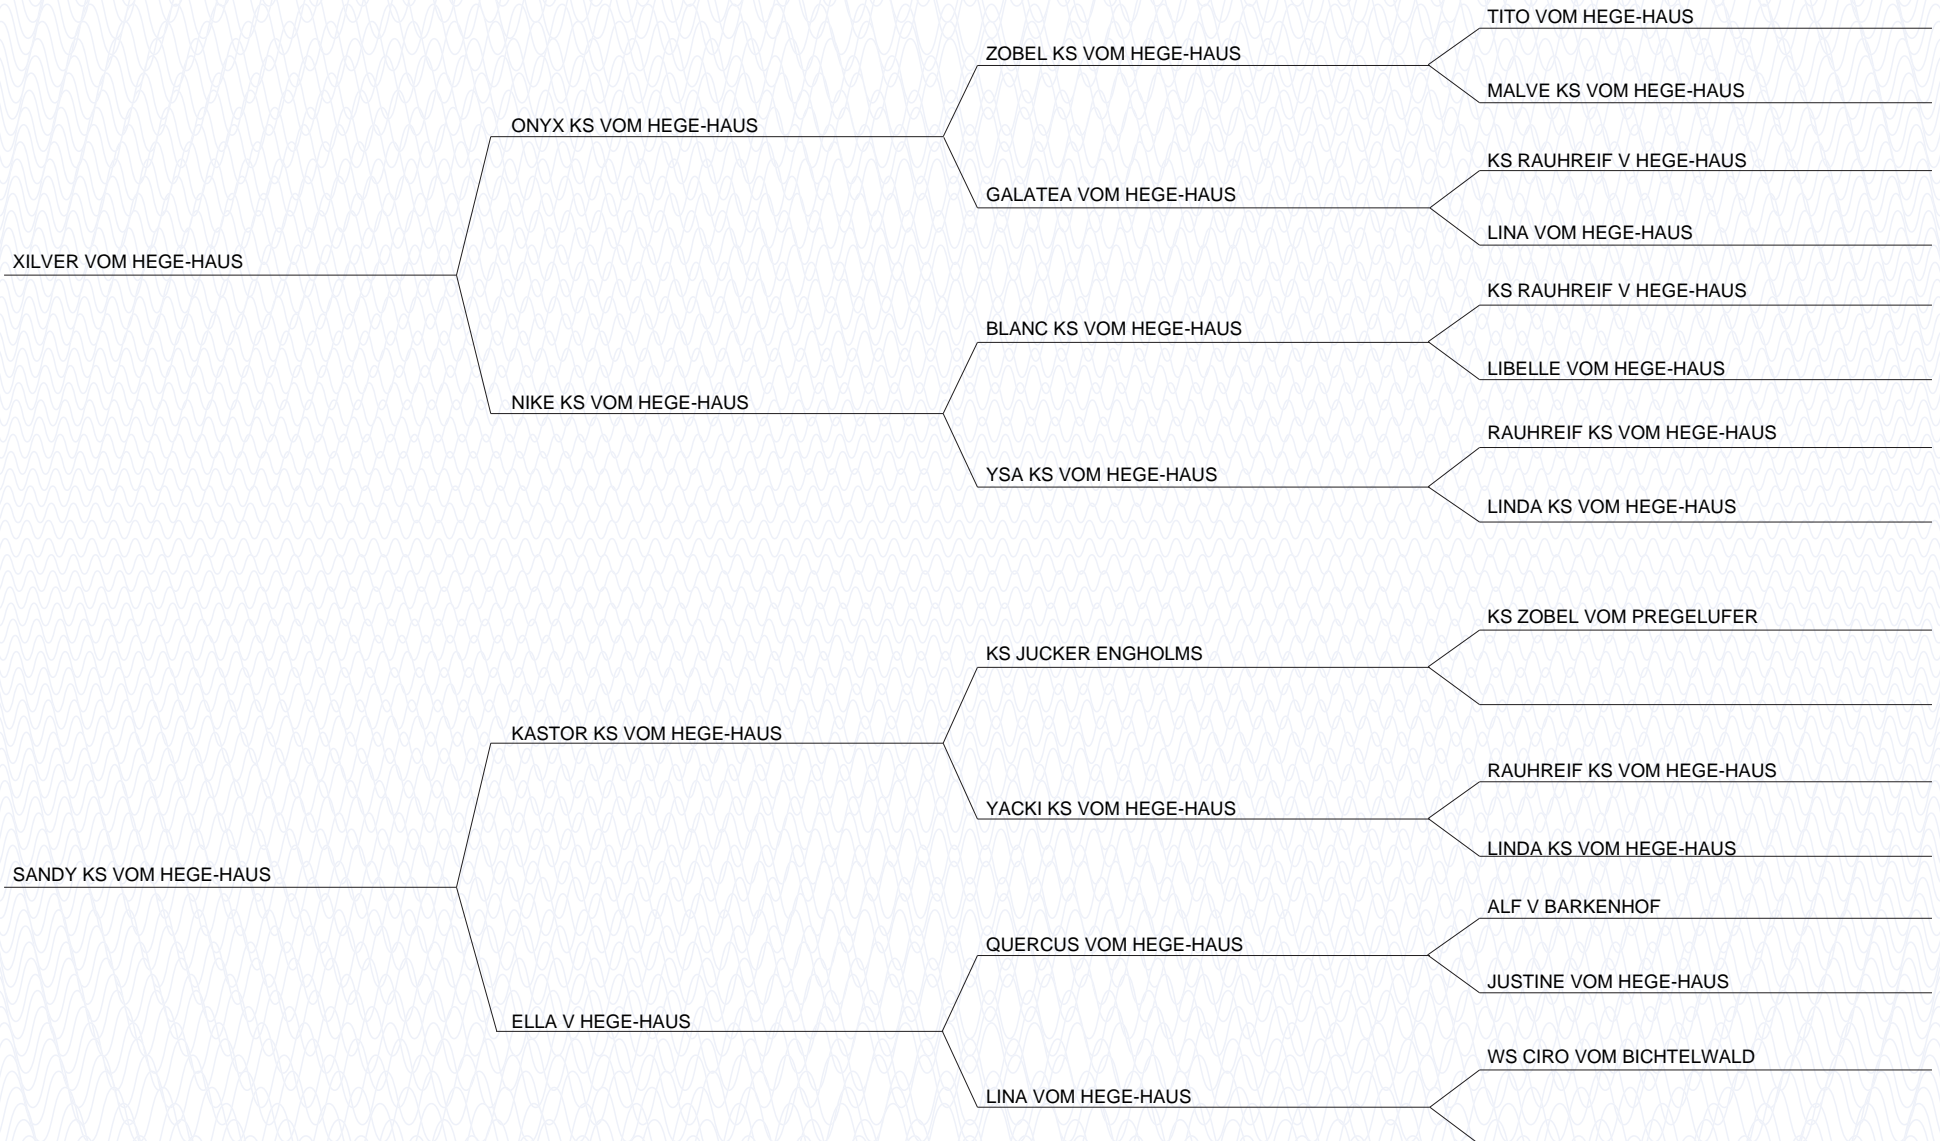 TITO VOM HEGE-HAUS
ZOBEL KS VOM HEGE-HAUS
MALVE KS VOM HEGE-HAUS
ONYX KS VOM HEGE-HAUS
KS RAUHREIF V HEGE-HAUS
GALATEA VOM HEGE-HAUS
LINA VOM HEGE-HAUS
XILVER VOM HEGE-HAUS
KS RAUHREIF V HEGE-HAUS
BLANC KS VOM HEGE-HAUS
LIBELLE VOM HEGE-HAUS
NIKE KS VOM HEGE-HAUS
RAUHREIF KS VOM HEGE-HAUS
YSA KS VOM HEGE-HAUS
LINDA KS VOM HEGE-HAUS
KS ZOBEL VOM PREGELUFER
KS JUCKER ENGHOLMS
KASTOR KS VOM HEGE-HAUS
RAUHREIF KS VOM HEGE-HAUS
YACKI KS VOM HEGE-HAUS
LINDA KS VOM HEGE-HAUS
SANDY KS VOM HEGE-HAUS
ALF V BARKENHOF
QUERCUS VOM HEGE-HAUS
JUSTINE VOM HEGE-HAUS
ELLA V HEGE-HAUS
WS CIRO VOM BICHTELWALD
LINA VOM HEGE-HAUS